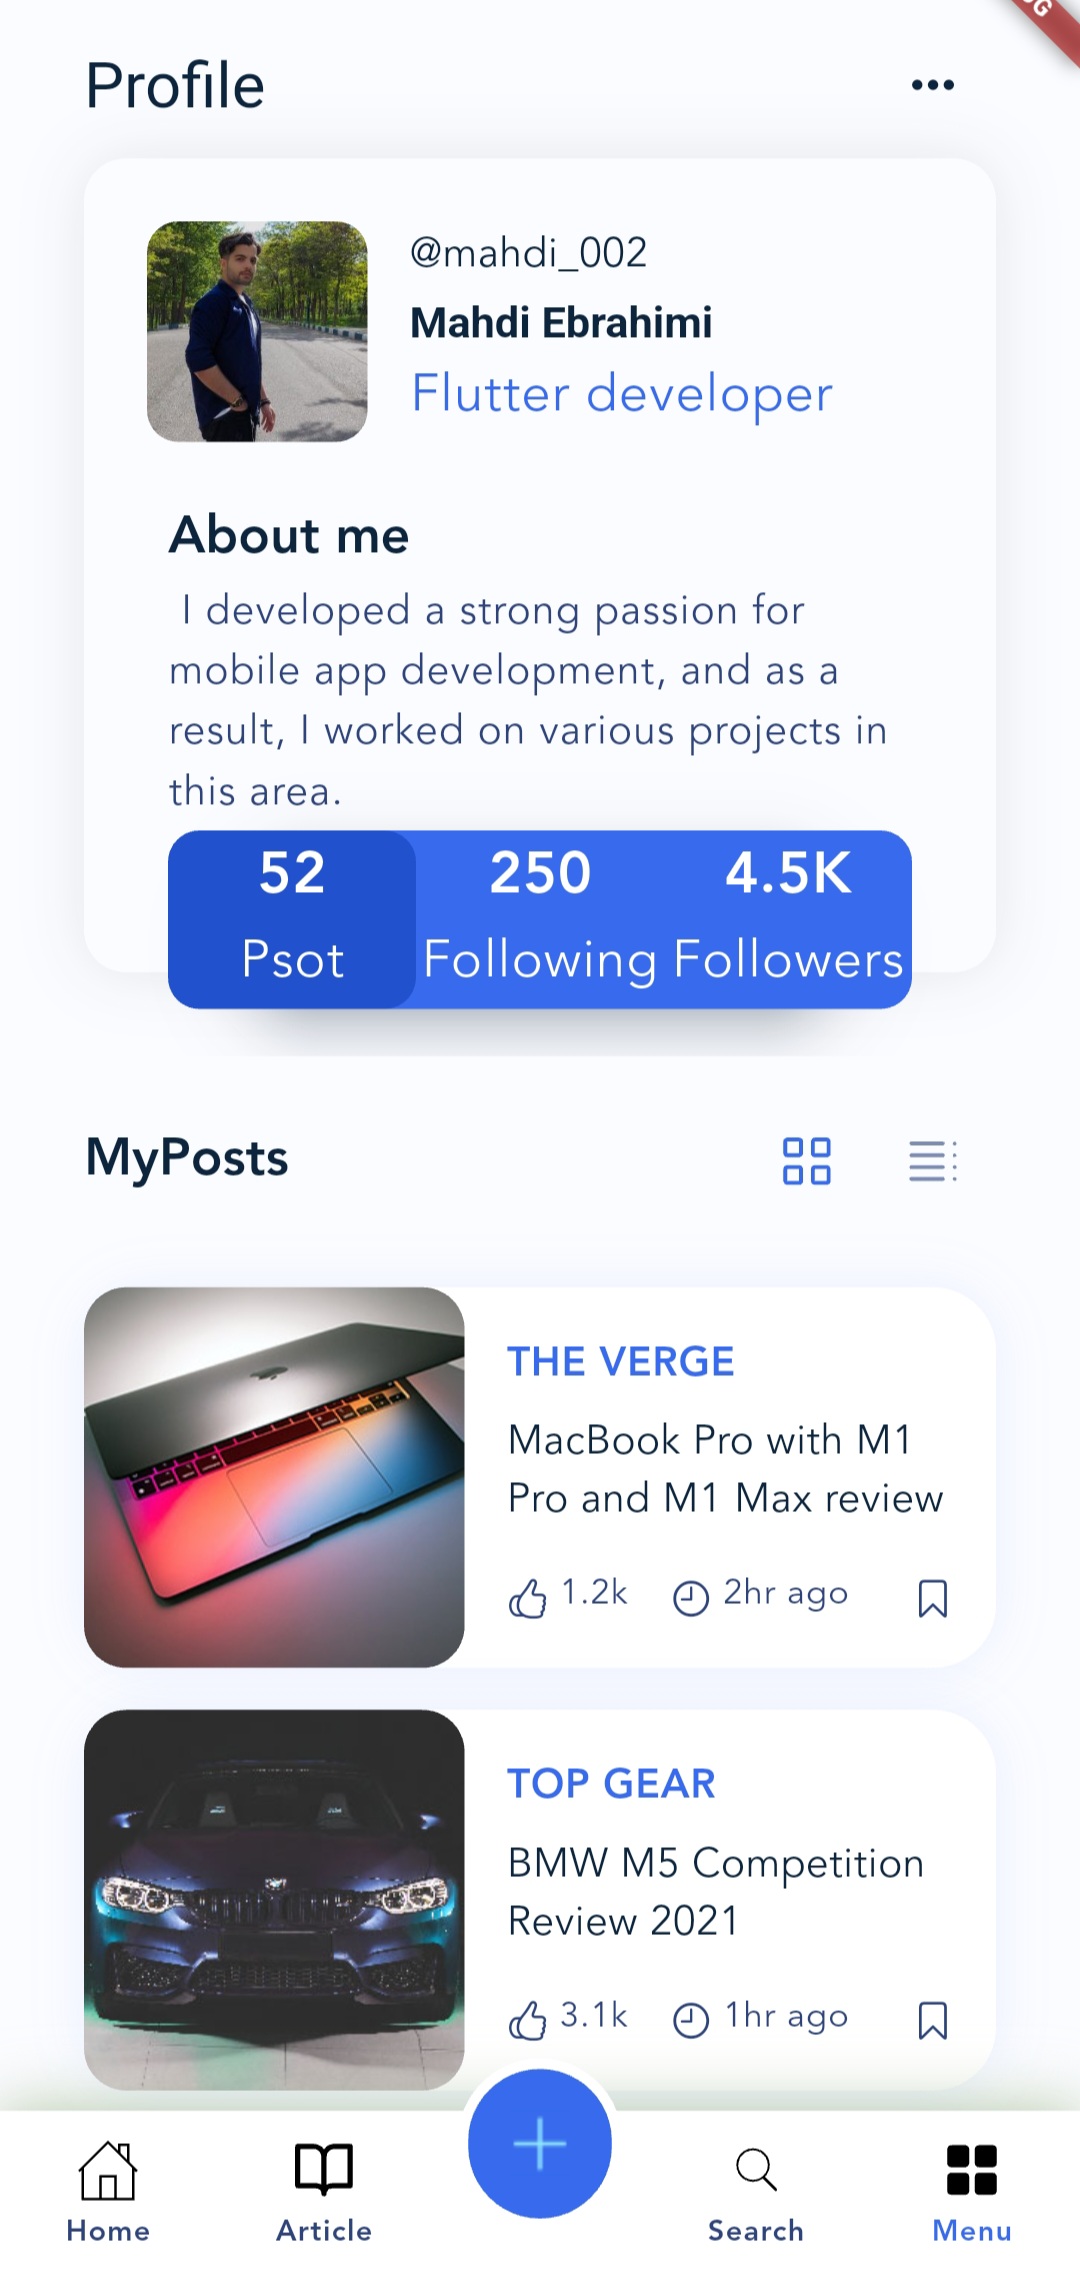 Profile
@mahdi_002
Mahdi Ebrahimi
Flutter developer
About me
I developed a strong passion for
mobile app development, and as a
result, I worked on various projects in
this area.
52 250 4.5K
Psot Following Followers
MyPosts
THE VERGE
MacBook Pro with M1
Pro and M1 Max review
1.2k 2hr ago
TOP GEAR
BMW M5 Competition
Review 2021
3.1k 1hr ago
Home Article Search Menu